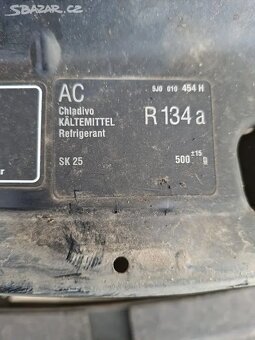 SBAZAR.CZ
AC
5J0 010 454 H
Chladivo
KÄLTEMITTEL
Refrigerant
R 134 a
SK 25
500 ±15 g